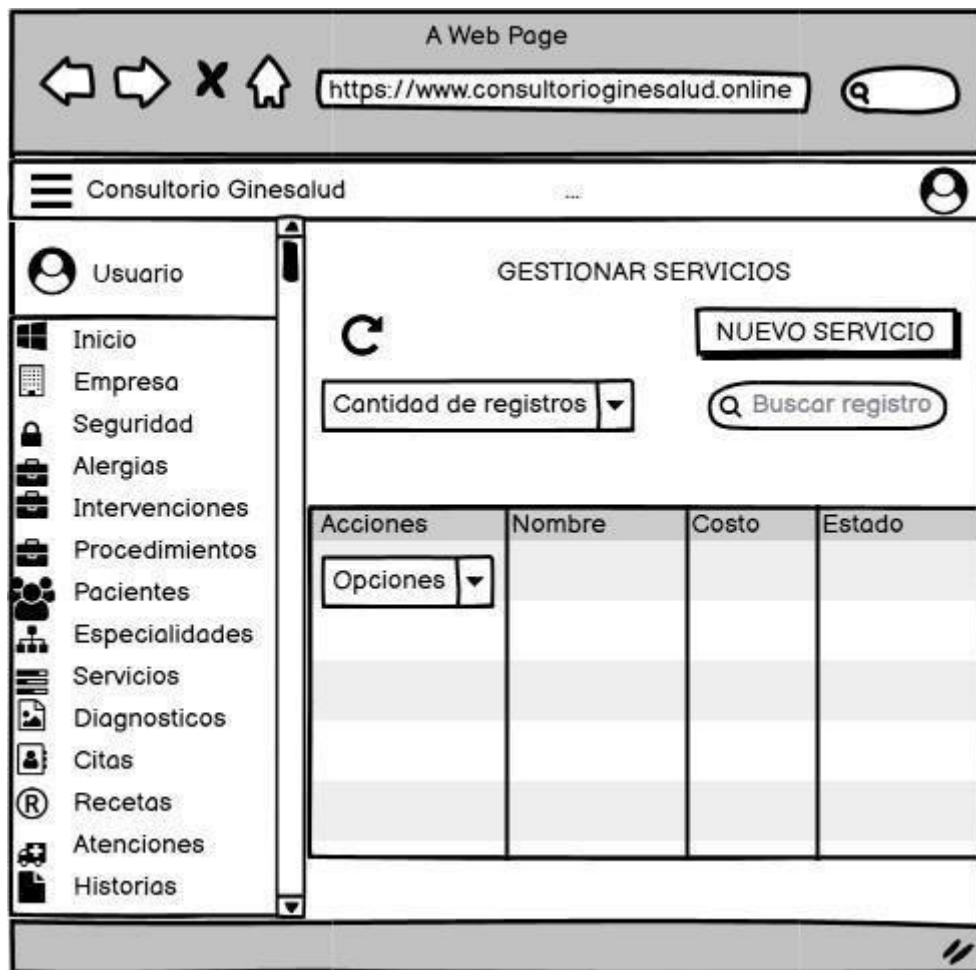 A Web Page
https://www.consultorioginesalud.online
Consultorio Ginesalud
...
Usuario
GESTIONAR SERVICIOS
NUEVO SERVICIO
Cantidad de registros
Buscar registro
Inicio
Empresa
Seguridad
Alergias
Intervenciones
Procedimientos
Pacientes
Especialidades
Servicios
Diagnosticos
Citas
R Recetas
Atenciones
Historias
Acciones Nombre Costo Estado
Opciones